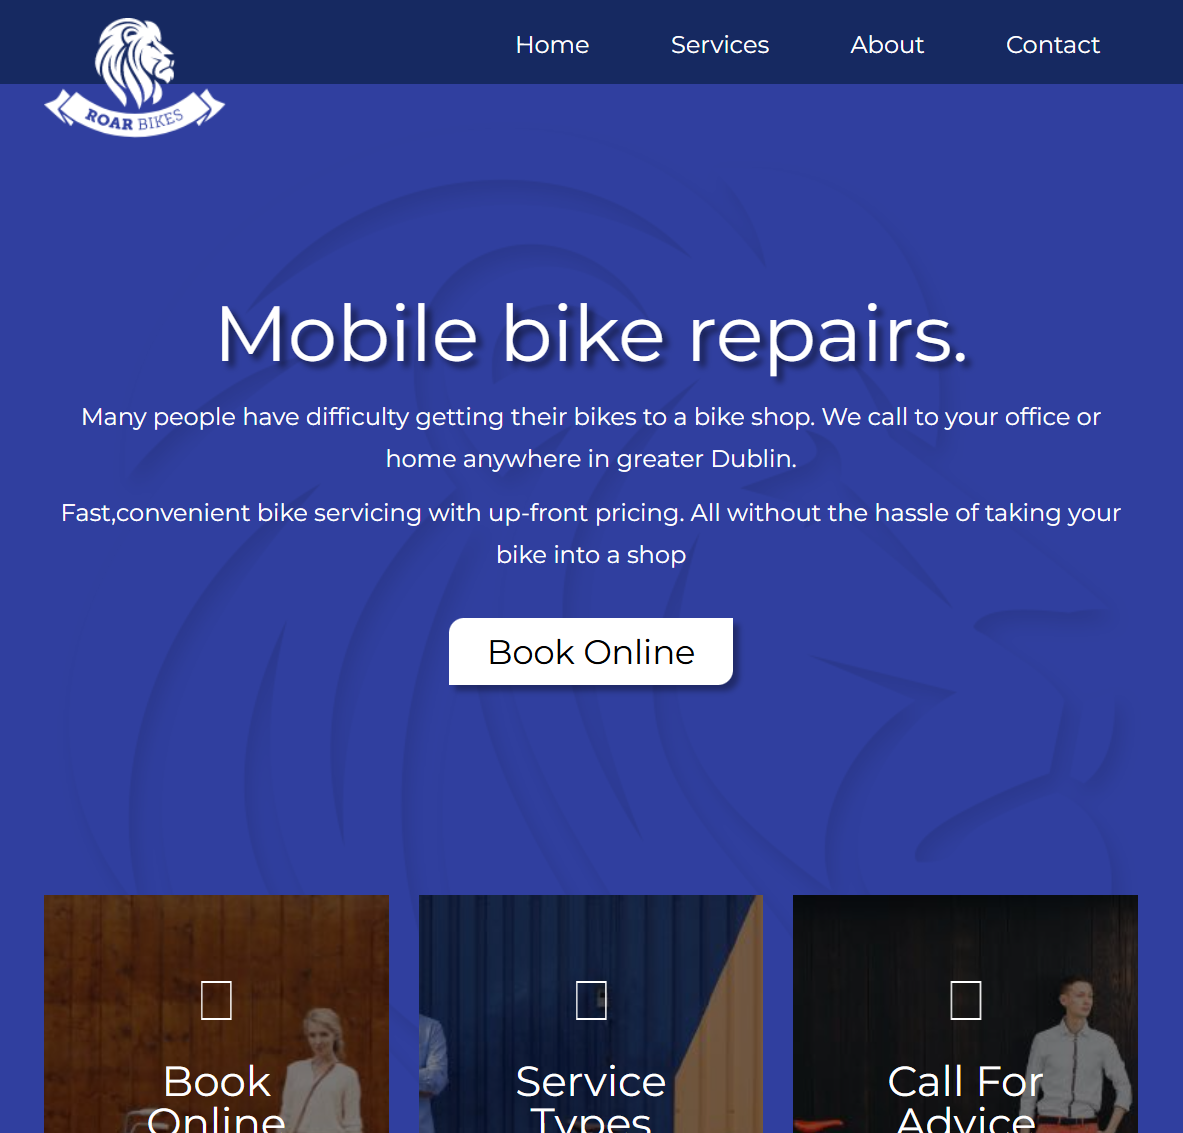 Home Services About Contact
ROAR BIKES
Mobile bike repairs.
Many people have difficulty getting their bikes to a bike shop. We call to your office or
home anywhere in greater Dublin.
Fast,convenient bike servicing with up-front pricing. All without the hassle of taking your
bike into a shop
Book Online
Book
Online
Service
Types
Call For
Advice